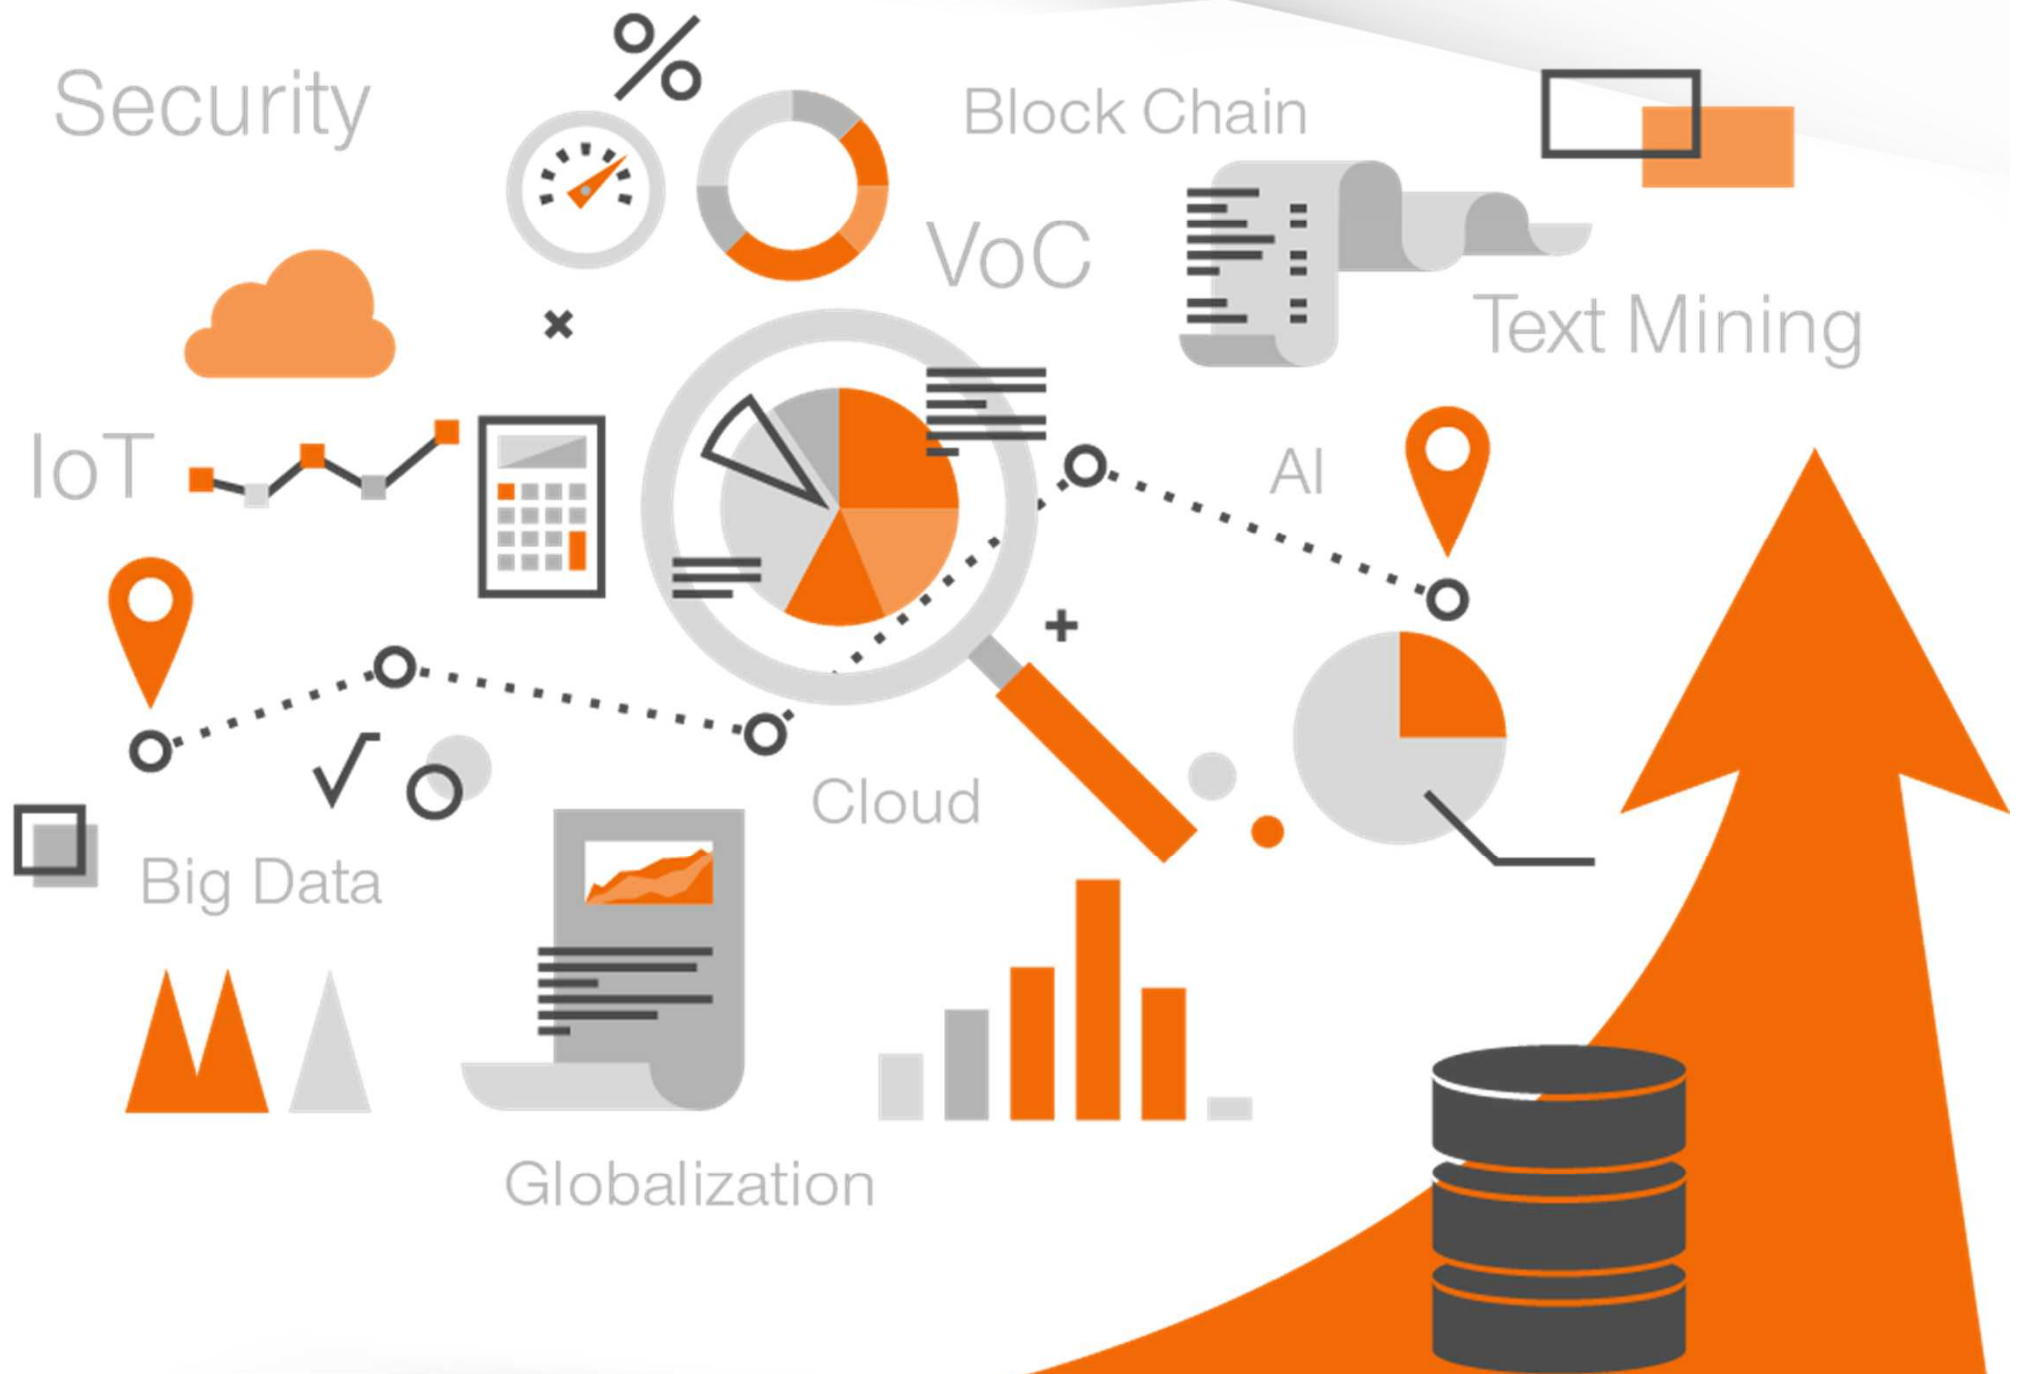 %
Security
Block Chain
VoC
Text Mining
IoT
AI
Cloud
Big Data
Globalization